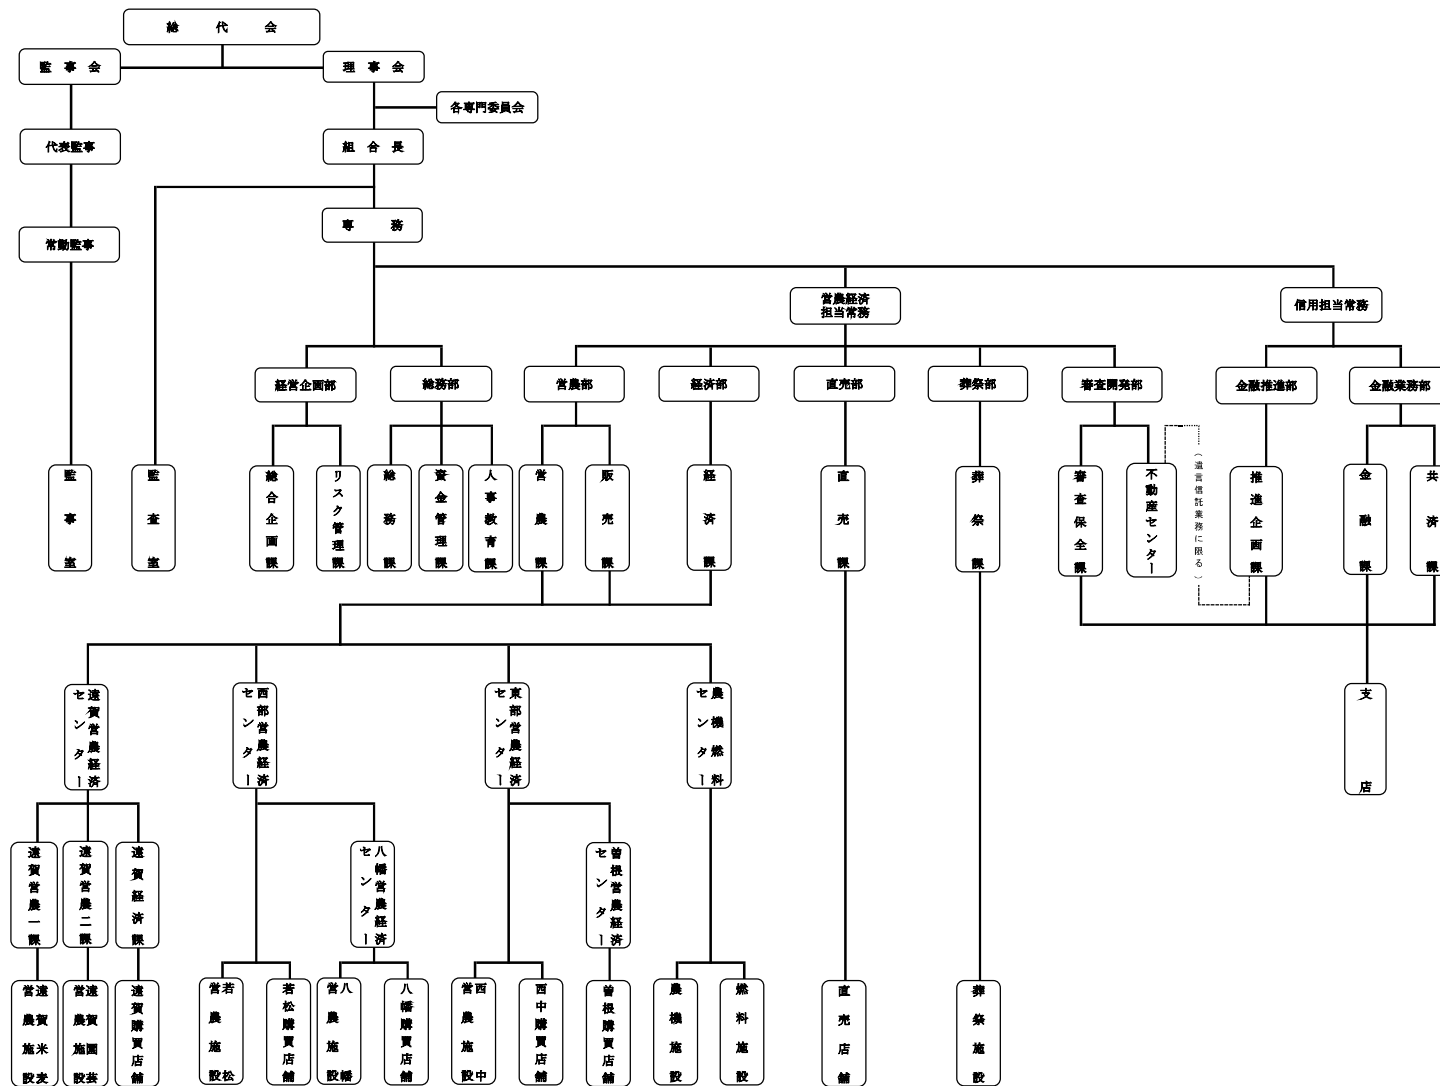 総代会
監事会
理事会
各専門委員会
代表監事
組合長
専務
常勤監事
営農経済
担当常務
信用担当常務
経営企画部
総務部
営農部
経済部
直売部
葬祭部
審査開発部
金融推進部
金融業務部
監事室
監査室
総合企画課
リスク管理課
総務課
資金管理課
人事教育課
営農課
販売課
経済課
直売課
葬祭課
審査保全課
不動産センター
（遺言信託業務に限る）
推進企画課
金融課
共済課
遠賀営農経済
センター
西部営農経済
センター
東部営農経済
センター
農機燃料
センター
支店
遠賀営農一課
遠賀営農二課
遠賀経済課
八幡営農経済
センター
曽根営農経済
センター
遠賀米麦
営農施設
遠賀園芸
営農施設
遠賀購買店舗
若松
営農施設
若松購買店舗
八幡
営農施設
八幡購買店舗
西中
営農施設
西中購買店舗
曽根購買店舗
農機施設
燃料施設
直売店舗
葬祭施設